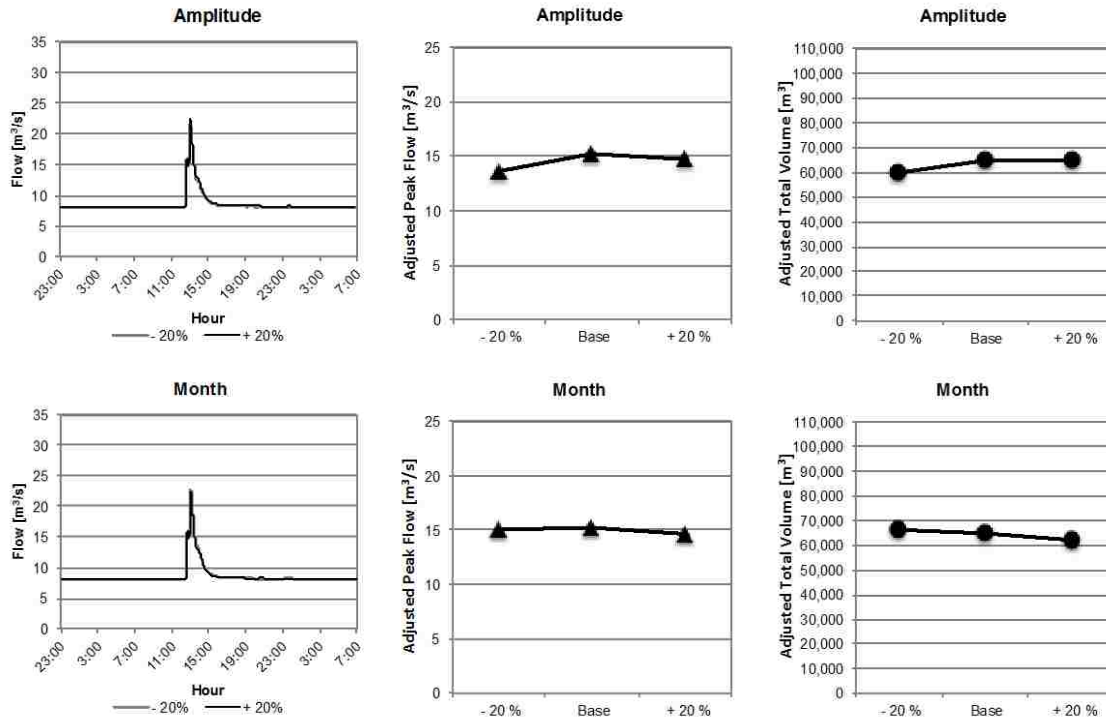 Amplitude
Flow [m³/s]
35
30
25
20
15
10
5
0
23:00 3:00 7:00 11:00 15:00 19:00 23:00 3:00 7:00
Hour
- 20% + 20%
Amplitude
Adjusted Peak Flow [m³/s]
25
20
15
10
5
0
- 20 % Base + 20 %
Amplitude
Adjusted Total Volume [m³]
110,000
100,000
90,000
80,000
70,000
60,000
50,000
40,000
30,000
20,000
10,000
0
- 20 % Base + 20 %
Month
Flow [m³/s]
35
30
25
20
15
10
5
0
23:00 3:00 7:00 11:00 15:00 19:00 23:00 3:00 7:00
Hour
- 20% + 20%
Month
Adjusted Peak Flow [m³/s]
25
20
15
10
5
0
- 20 % Base + 20 %
Month
Adjusted Total Volume [m³]
110,000
100,000
90,000
80,000
70,000
60,000
50,000
40,000
30,000
20,000
10,000
0
- 20 % Base + 20 %